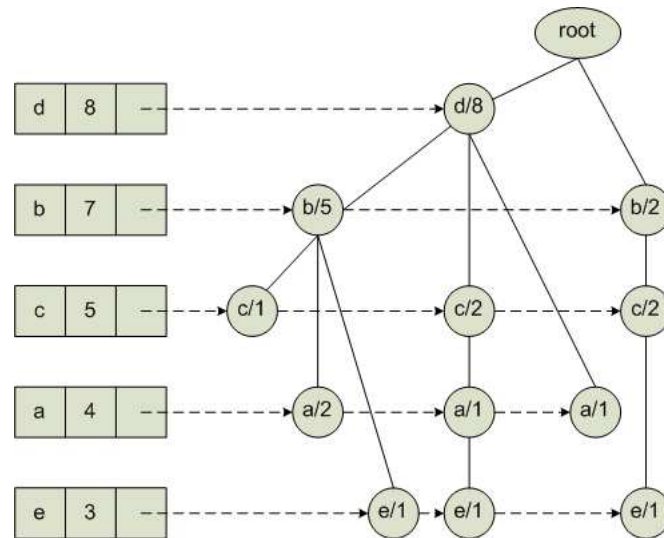 root
d 8 d/8
b 7 b/5 b/2
c 5 c/1 c/2 c/2
a 4 a/2 a/1 a/1
e 3 e/1 e/1 e/1